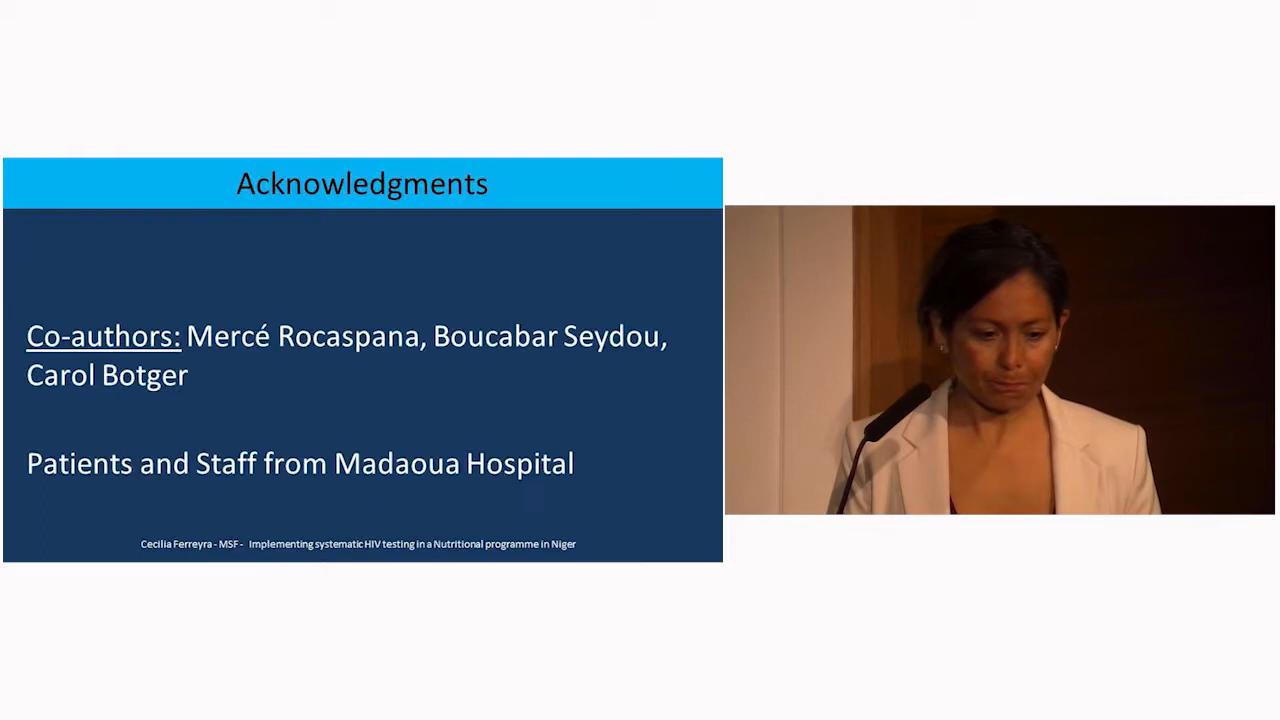 Acknowledgments
Co-authors: Mercé Rocaspana, Boucabar Seydou,
Carol Botger
Patients and Staff from Madaoua Hospital
Cecilia Ferreyra - MSF - Implementing systematic HIV testing in a Nutritional programme in Niger